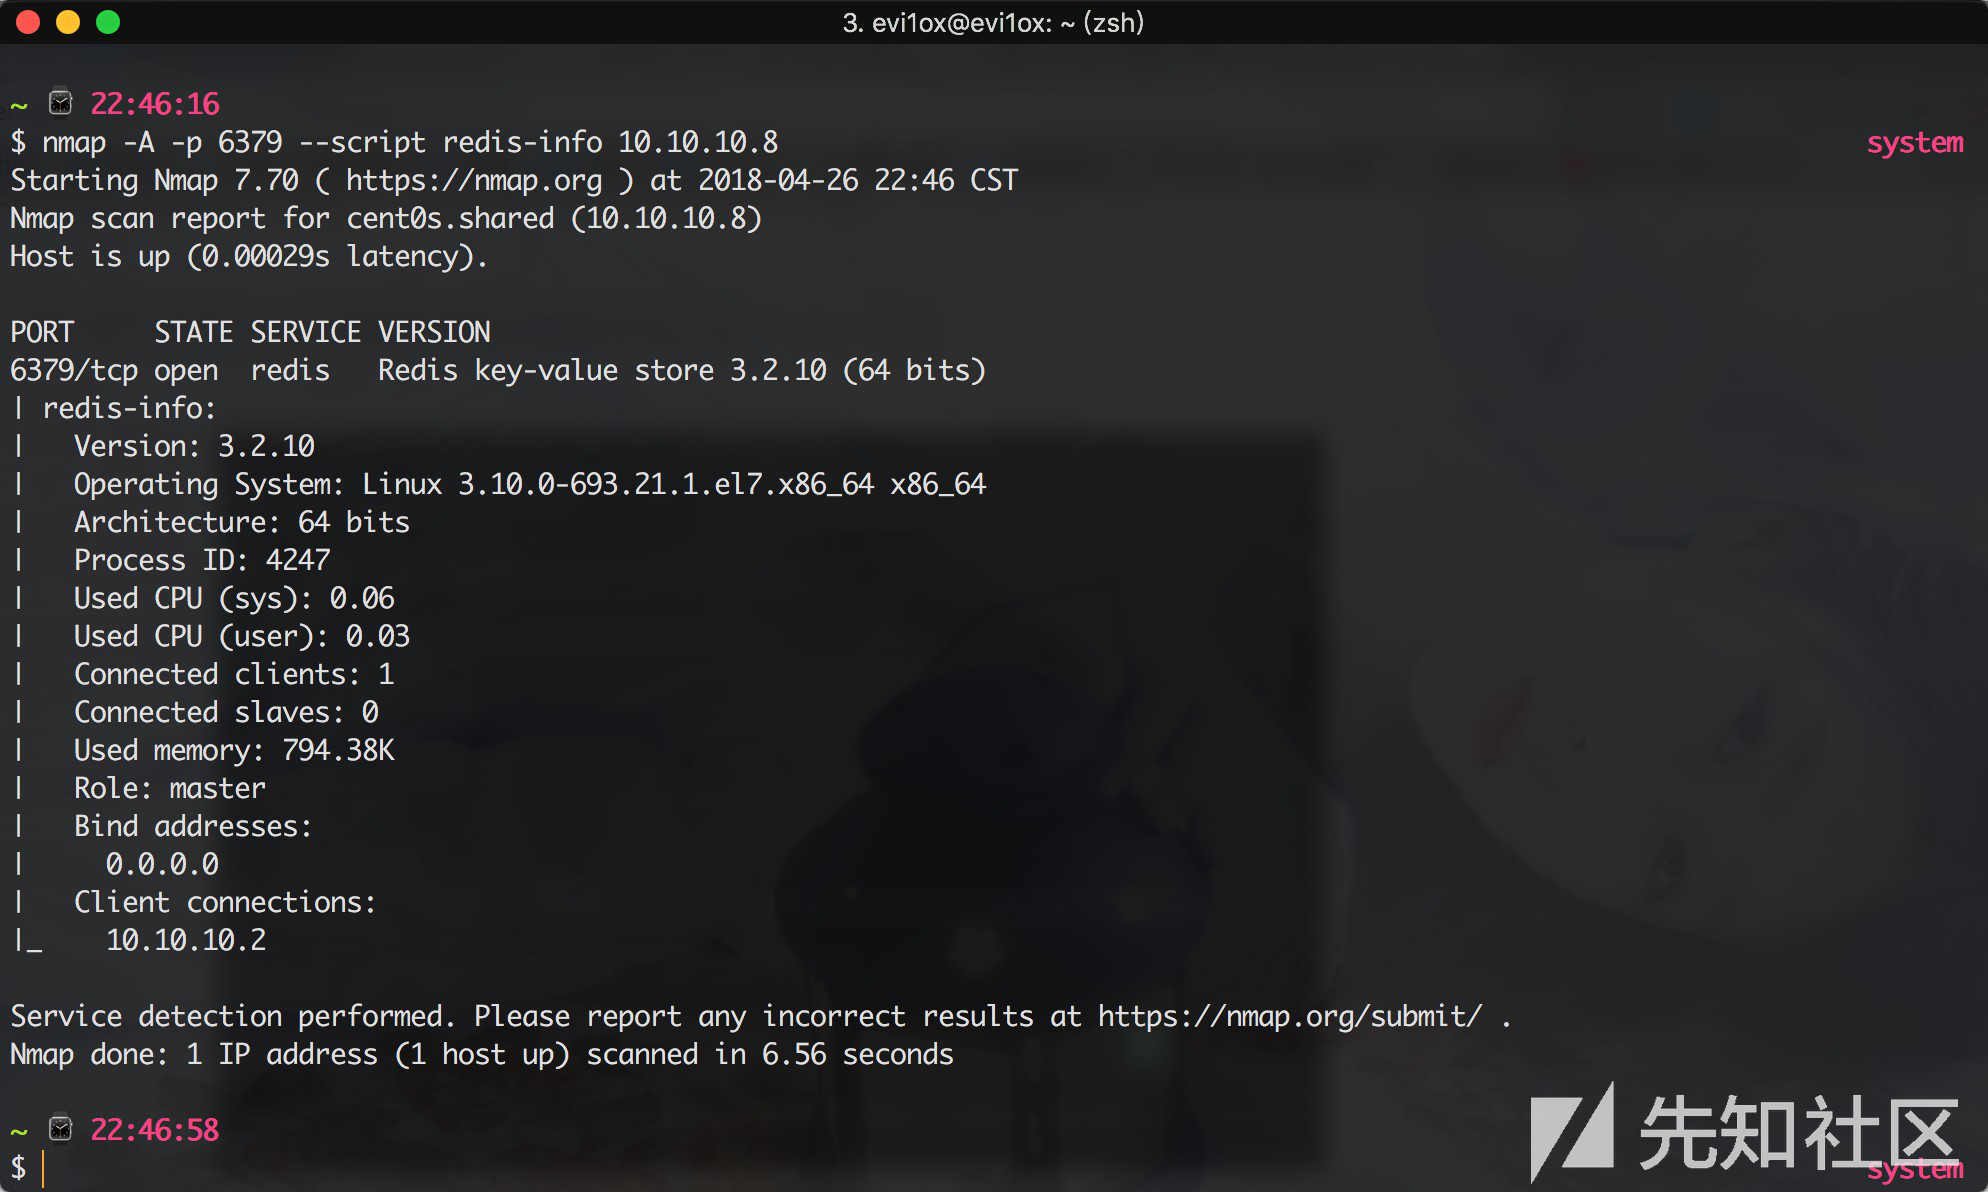 3. evi1ox@evi1ox: ~ (zsh)
~ ⌚ 22:46:16
$ nmap -A -p 6379 --script redis-info 10.10.10.8 system
Starting Nmap 7.70 ( https://nmap.org ) at 2018-04-26 22:46 CST
Nmap scan report for cent0s.shared (10.10.10.8)
Host is up (0.00029s latency).
PORT     STATE SERVICE VERSION
6379/tcp open  redis   Redis key-value store 3.2.10 (64 bits)
| redis-info:
|   Version: 3.2.10
|   Operating System: Linux 3.10.0-693.21.1.el7.x86_64 x86_64
|   Architecture: 64 bits
|   Process ID: 4247
|   Used CPU (sys): 0.06
|   Used CPU (user): 0.03
|   Connected clients: 1
|   Connected slaves: 0
|   Used memory: 794.38K
|   Role: master
|   Bind addresses:
|     0.0.0.0
|   Client connections:
|_    10.10.10.2
Service detection performed. Please report any incorrect results at https://nmap.org/submit/ .
Nmap done: 1 IP address (1 host up) scanned in 6.56 seconds
~ ⌚ 22:46:58
$ system
先知社区